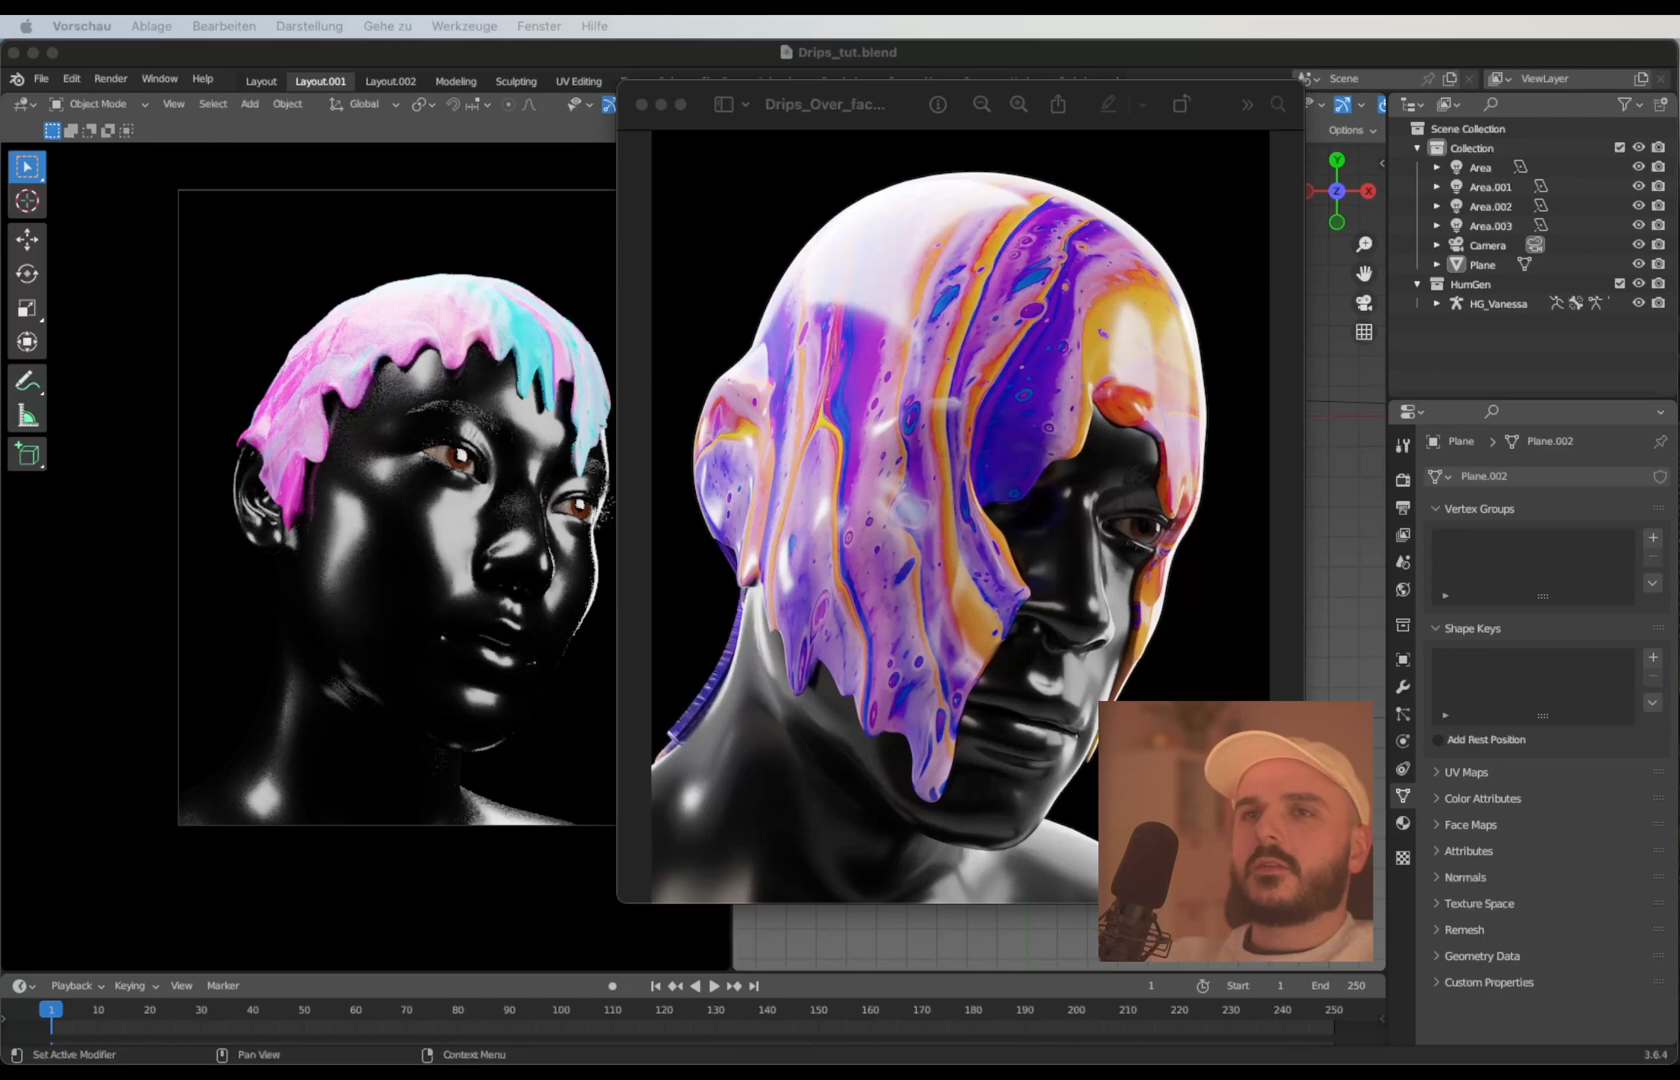 Vorschau Ablage Bearbeiten Darstellung Gehe zu Werkzeuge Fenster Hilfe
Drips_tut.blend
File Edit Render Window Help Layout Layout.001 Layout.002 Modeling Sculpting UV Editing
Scene ViewLayer
Object Mode View Select Add Object Global
Drips_Over_fac...
Options
Y
Z
X
Scene Collection
Collection
Area
Area.001
Area.002
Area.003
Camera
Plane
HumGen
HG_Vanessa
Plane Plane.002
Plane.002
Vertex Groups
Shape Keys
Add Rest Position
UV Maps
Color Attributes
Face Maps
Attributes
Normals
Texture Space
Remesh
Geometry Data
Custom Properties
Playback Keying View Marker 1 Start 1 End 250
1 10 20 30 40 50 60 70 80 90 100 110 120 130 140 150 160 170 180 190 200 210 220 230 240 250
Set Active Modifier Pan View Context Menu 3.6.4